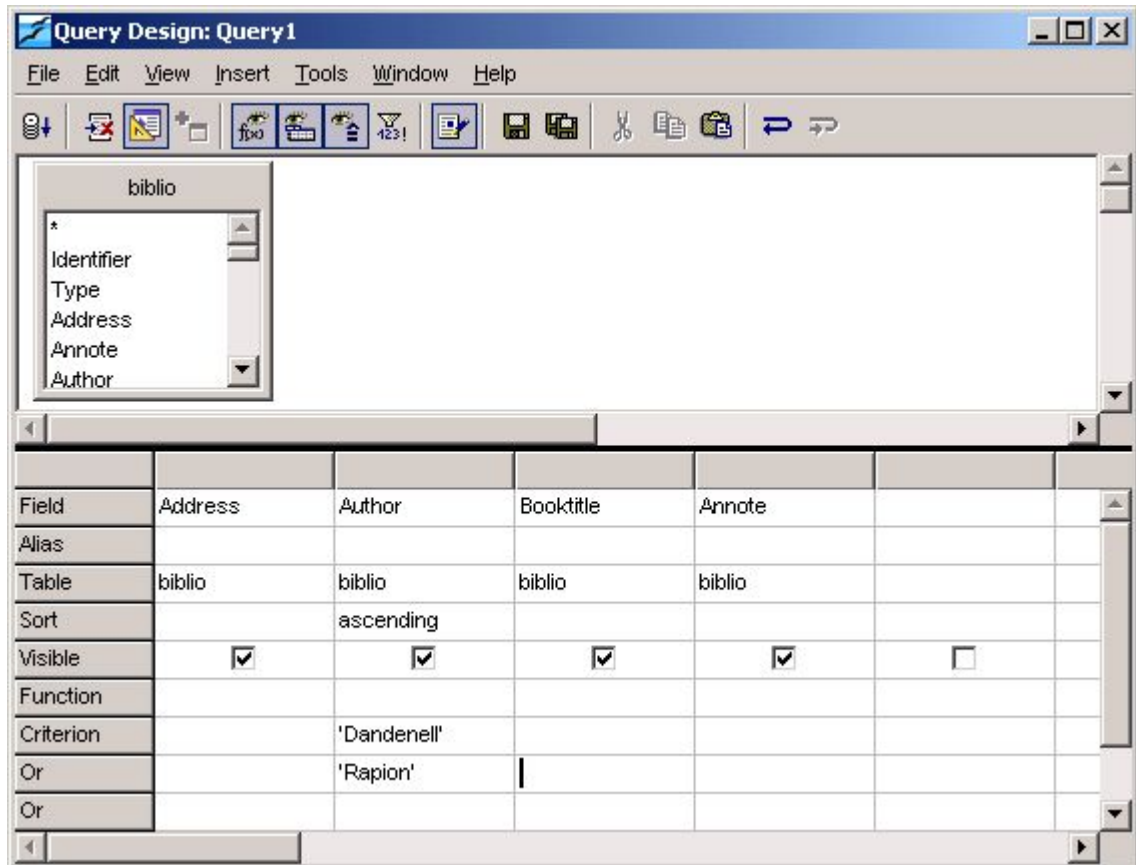 Query Design: Query1
File Edit View Insert Tools Window Help
f(x) 123!
biblio
*
Identifier
Type
Address
Annote
Author
Field Address Author Booktitle Annote
Alias
Table biblio biblio biblio biblio
Sort ascending
Visible
Function
Criterion 'Dandenell'
Or 'Rapion'
Or